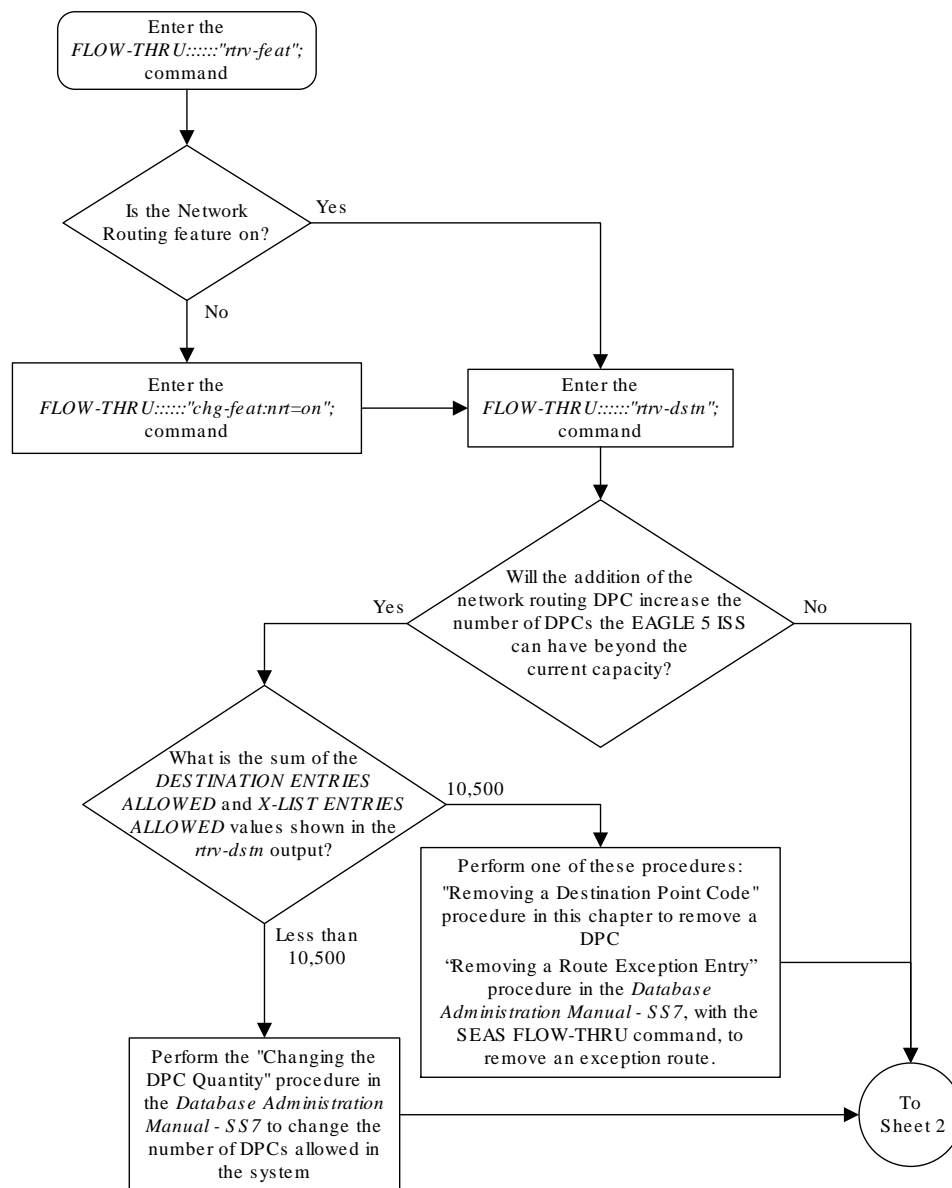 Enter the
FLOW-THRU::::::"rtrv-feat";
command
Is the Network
Routing feature on?
Yes
No
Enter the
FLOW-THRU::::::"chg-feat:nrt=on";
command
Enter the
FLOW-THRU::::::"rtrv-dstn";
command
Will the addition of the
network routing DPC increase the
number of DPCs the EAGLE 5 ISS
can have beyond the
current capacity?
Yes
No
What is the sum of the
DESTINATION ENTRIES
ALLOWED and X-LIST ENTRIES
ALLOWED values shown in the
rtrv-dstn output?
10,500
Less than
10,500
Perform one of these procedures:
"Removing a Destination Point Code"
procedure in this chapter to remove a
DPC
“Removing a Route Exception Entry”
procedure in the Database
Administration Manual - SS7, with the
SEAS FLOW-THRU command, to
remove an exception route.
Perform the "Changing the
DPC Quantity" procedure in
the Database Administration
Manual - SS7 to change the
number of DPCs allowed in
the system
To
Sheet 2